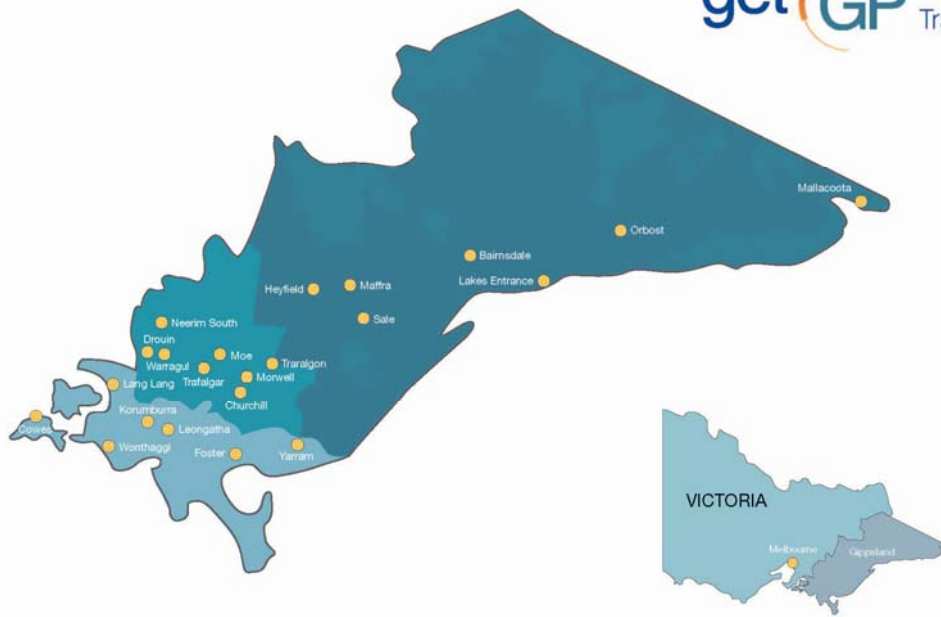 get GP
Mallacoota
Orbost
Bairnsdale
Lakes Entrance
Heyfield
Maffra
Sale
Neerim South
Drouin
Warragul
Moe
Trafalgar
Traralgon
Morwell
Churchill
Lang Lang
Korumburra
Leongatha
Cowes
Wonthaggi
Foster
Yarram
VICTORIA
Melbourne
Gippsland